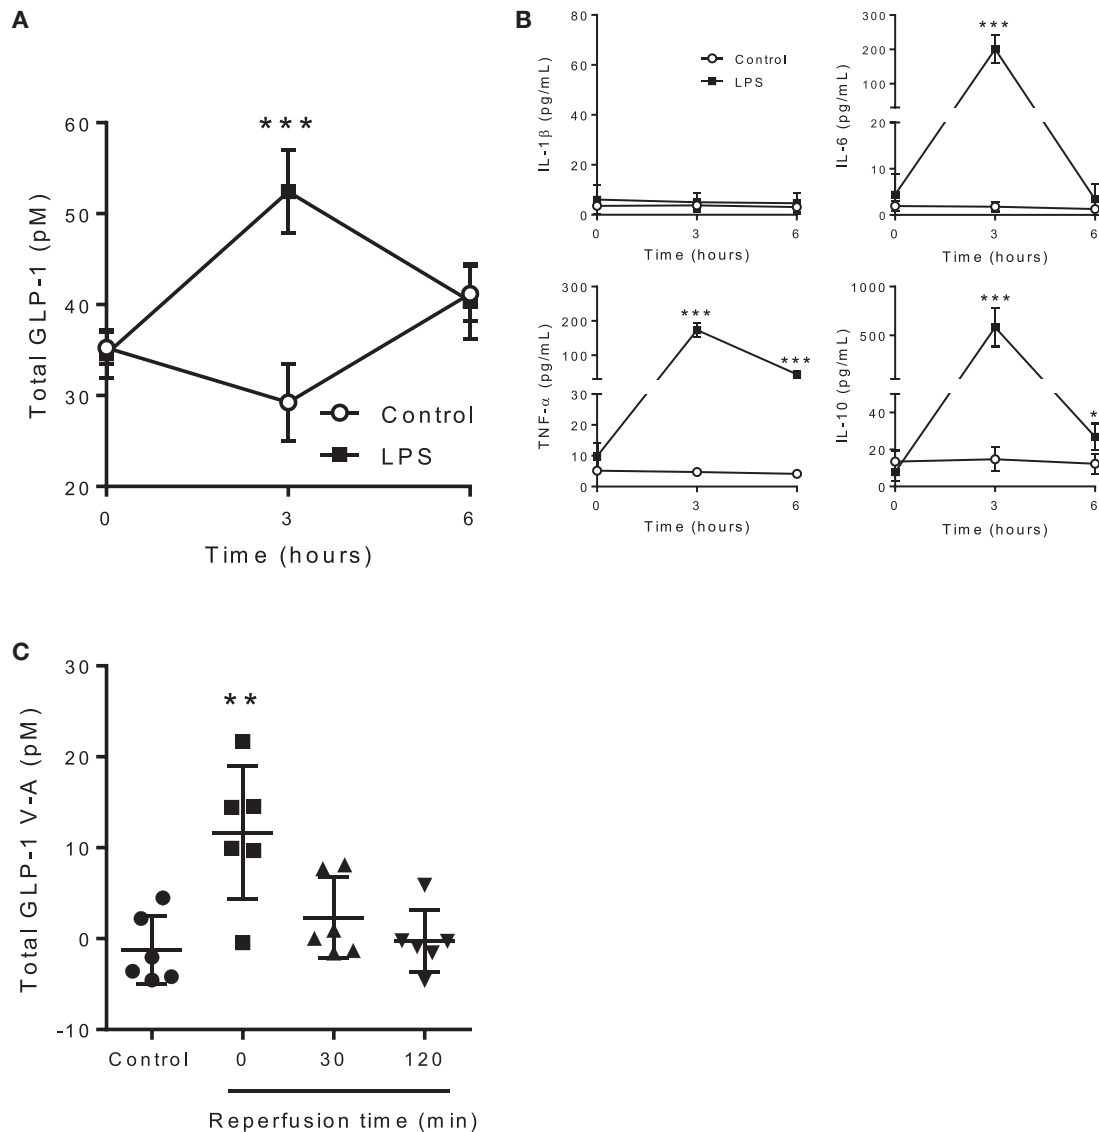 A
Total GLP-1 (pM)
60
50
40
30
20
***
Control
LPS
0 3 6
Time (hours)
B
IL-1β (pg/mL)
80
60
40
20
0
Control
LPS
0 3 6
Time (hours)
IL-6 (pg/mL)
300
200
100
20
10
0
***
0 3 6
Time (hours)
TNF-α (pg/mL)
300
200
100
30
20
10
0
***
***
0 3 6
Time (hours)
IL-10 (pg/mL)
1000
500
40
20
0
***
*
0 3 6
Time (hours)
C
Total GLP-1 V-A (pM)
30
20
10
0
-10
**
Control 0 30 120
Reperfusion time (min)